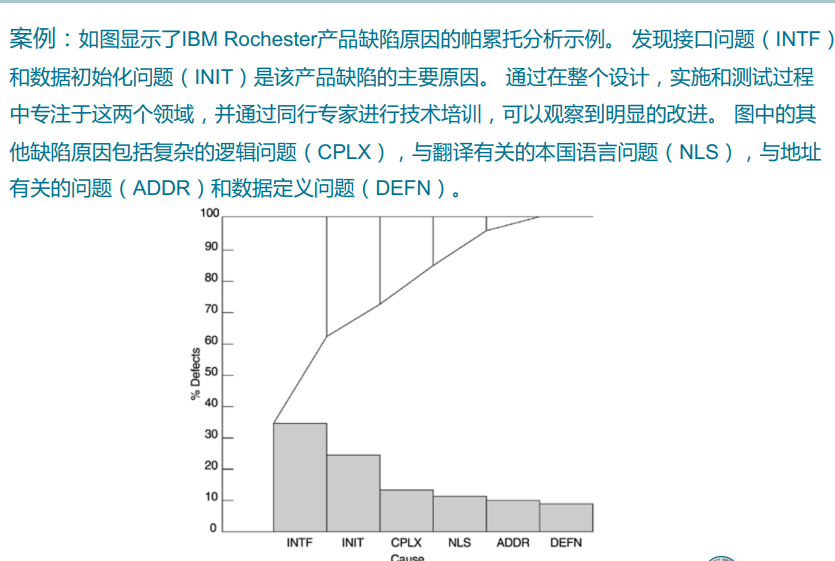 案例：如图显示了IBM Rochester产品缺陷原因的帕累托分析示例。 发现接口问题（INTF）
和数据初始化问题（INIT）是该产品缺陷的主要原因。 通过在整个设计，实施和测试过程
中专注于这两个领域，并通过同行专家进行技术培训，可以观察到明显的改进。 图中的其
他缺陷原因包括复杂的逻辑问题（CPLX），与翻译有关的本国语言问题（NLS），与地址
有关的问题（ADDR）和数据定义问题（DEFN）。
100
90
80
70
60
50
40
30
20
10
0
% Defects
INTF INIT CPLX NLS ADDR DEFN
Cause